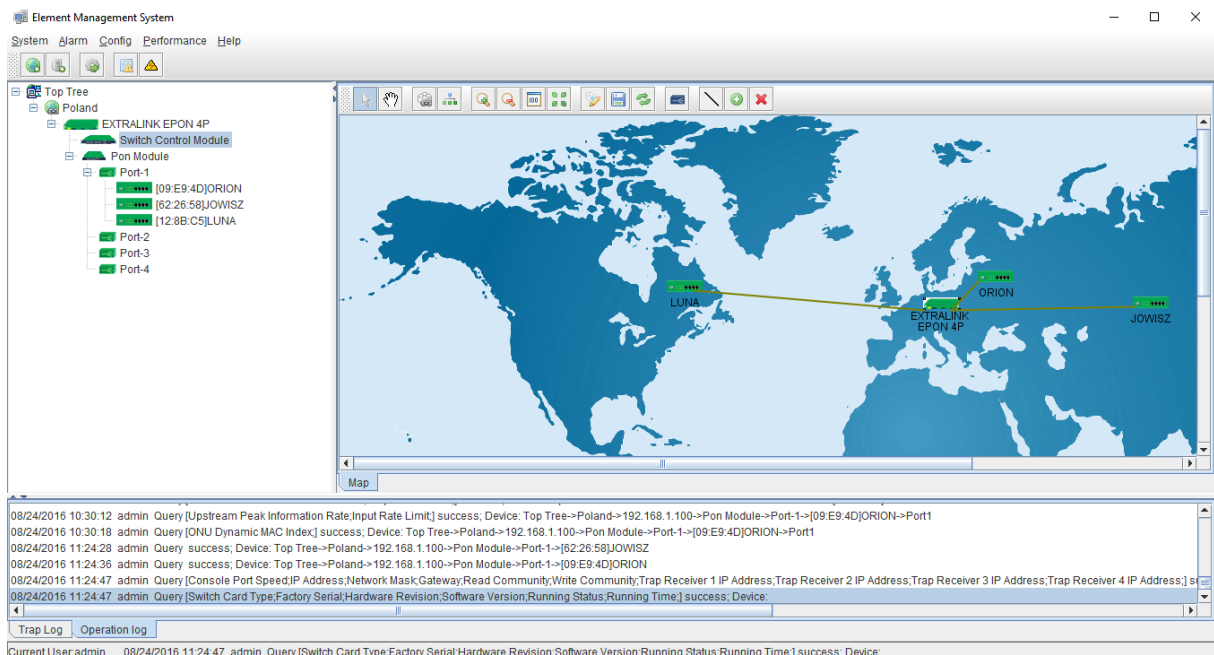 Element Management System
System Alarm Config Performance Help
Top Tree
Poland
EXTRALINK EPON 4P
Switch Control Module
Pon Module
Port-1
[09:E9:4D]ORION
[62:26:58]JOWISZ
[12:8B:C5]LUNA
Port-2
Port-3
Port-4
100
LUNA
ORION
EXTRALINK
EPON 4P
JOWISZ
Map
08/24/2016 10:30:12 admin Query [Upstream Peak Information Rate;Input Rate Limit;] success; Device: Top Tree->Poland->192.168.1.100->Pon Module->Port-1->[09:E9:4D]ORION->Port1
08/24/2016 10:30:18 admin Query [ONU Dynamic MAC Index;] success; Device: Top Tree->Poland->192.168.1.100->Pon Module->Port-1->[09:E9:4D]ORION->Port1
08/24/2016 11:24:28 admin Query success; Device: Top Tree->Poland->192.168.1.100->Pon Module->Port-1->[62:26:58]JOWISZ
08/24/2016 11:24:36 admin Query success; Device: Top Tree->Poland->192.168.1.100->Pon Module->Port-1->[09:E9:4D]ORION
08/24/2016 11:24:47 admin Query [Console Port Speed;IP Address;Network Mask;Gateway;Read Community;Write Community;Trap Receiver 1 IP Address;Trap Receiver 2 IP Address;Trap Receiver 3 IP Address;Trap Receiver 4 IP Address;]
08/24/2016 11:24:47 admin Query [Switch Card Type;Factory Serial;Hardware Revision;Software Version;Running Status;Running Time;] success; Device:
Trap Log Operation log
Current User:admin 08/24/2016 11:24:47 admin Query [Switch Card Type;Factory Serial;Hardware Revision;Software Version;Running Status;Running Time;] success; Device: